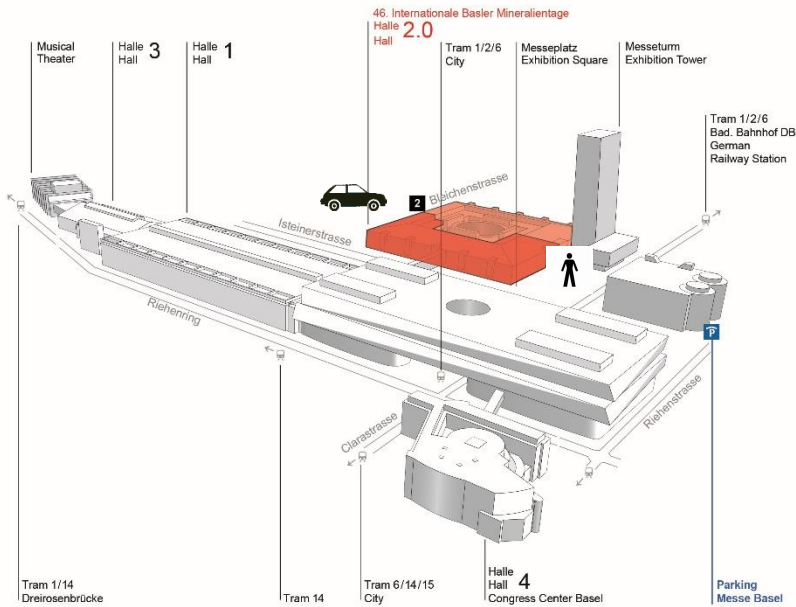 46. Internationale Basler Mineralientage
Halle
Hall 2.0
Musical
Theater
Halle
Hall 3
Halle
Hall 1
Tram 1/2/6
City
Messeplatz
Exhibition Square
Messeturm
Exhibition Tower
Tram 1/2/6
Bad. Bahnhof DB
German
Railway Station
2
Bleichenstrasse
Isteinerstrasse
Riehenring
P
Riehenstrasse
Clarastrasse
Tram 1/14
Dreirosenbrücke
Tram 14
Tram 6/14/15
City
Halle
Hall 4
Congress Center Basel
Parking
Messe Basel